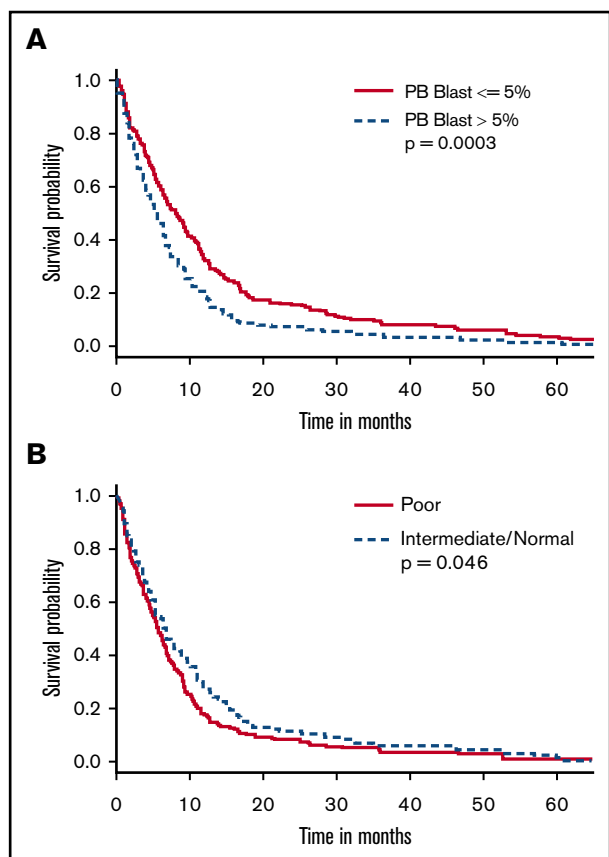 A
1.0
0.8
0.6
0.4
0.2
0.0
Survival probability
PB Blast <= 5%
PB Blast > 5%
p = 0.0003
0 10 20 30 40 50 60
Time in months
B
1.0
0.8
0.6
0.4
0.2
0.0
Survival probability
Poor
Intermediate/Normal
p = 0.046
0 10 20 30 40 50 60
Time in months